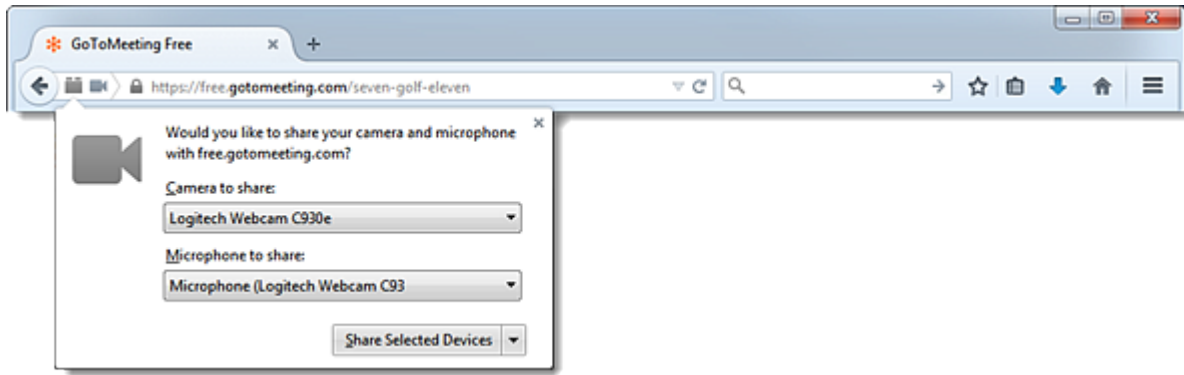 GoToMeeting Free
https://free.gotomeeting.com/seven-golf-eleven
Would you like to share your camera and microphone
with free.gotomeeting.com?
Camera to share:
Logitech Webcam C930e
Microphone to share:
Microphone (Logitech Webcam C93
Share Selected Devices